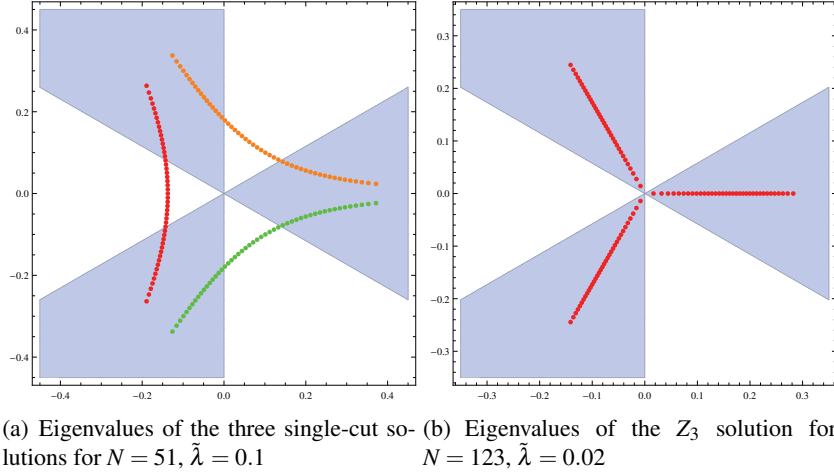 0.4
0.2
0.0
−0.2
−0.4
−0.4 −0.2 0.0 0.2 0.4
0.3
0.2
0.1
0.0
−0.1
−0.2
−0.3
−0.3 −0.2 −0.1 0.0 0.1 0.2 0.3
(a) Eigenvalues of the three single-cut so-
lutions for N = 51, λ̃ = 0.1
(b) Eigenvalues of the Z₃ solution for
N = 123, λ̃ = 0.02